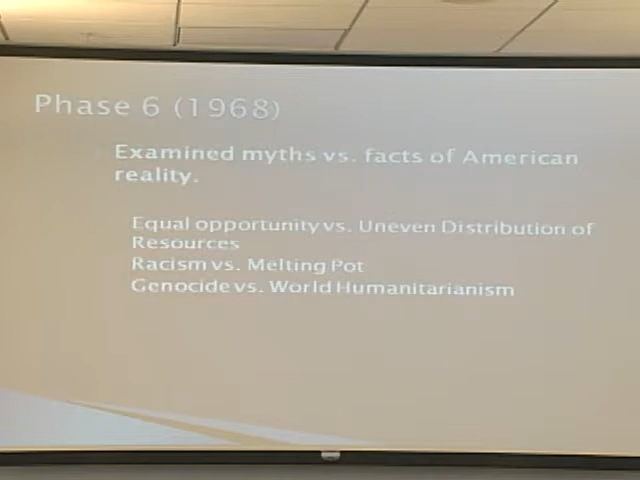 Phase 6 (1968)
Examined myths vs. facts of American
reality.
Equal opportunity vs. Uneven Distribution of
Resources
Racism vs. Melting Pot
Genocide vs. World Humanitarianism